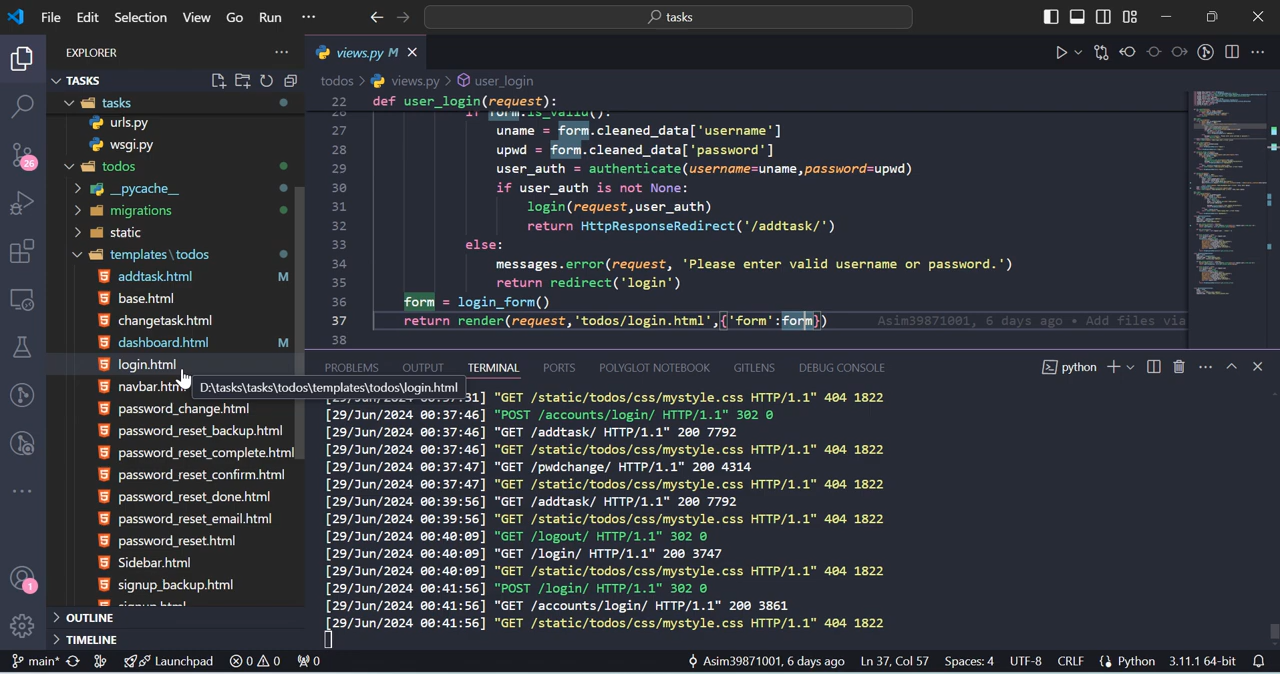 File Edit Selection View Go Run ··· tasks
EXPLORER ···
TASKS
tasks
urls.py
wsgi.py
todos
__pycache__
migrations
static
templates\todos
addtask.html M
base.html
changetask.html
dashboard.html M
login.html
navbar.html
D:\tasks\tasks\todos\templates\todos\login.html
password_change.html
password_reset_backup.html
password_reset_complete.html
password_reset_confirm.html
password_reset_done.html
password_reset_email.html
password_reset.html
Sidebar.html
signup_backup.html
signup.html
OUTLINE
TIMELINE
26
1
views.py M
todos > views.py > user_login
22 def user_login(request):
26 if form.is_valid():
27 uname = form.cleaned_data['username']
28 upwd = form.cleaned_data['password']
29 user_auth = authenticate(username=uname,password=upwd)
30 if user_auth is not None:
31 login(request,user_auth)
32 return HttpResponseRedirect('/addtask/')
33 else:
34 messages.error(request, 'Please enter valid username or password.')
35 return redirect('login')
36 form = login_form()
37 return render(request,'todos/login.html',{'form':form}) Asim39871001, 6 days ago • Add files via
38
PROBLEMS OUTPUT TERMINAL PORTS POLYGLOT NOTEBOOK GITLENS DEBUG CONSOLE python
[29/Jun/2024 00:37:31] "GET /static/todos/css/mystyle.css HTTP/1.1" 404 1822
[29/Jun/2024 00:37:46] "POST /accounts/login/ HTTP/1.1" 302 0
[29/Jun/2024 00:37:46] "GET /addtask/ HTTP/1.1" 200 7792
[29/Jun/2024 00:37:46] "GET /static/todos/css/mystyle.css HTTP/1.1" 404 1822
[29/Jun/2024 00:37:47] "GET /pwdchange/ HTTP/1.1" 200 4314
[29/Jun/2024 00:37:47] "GET /static/todos/css/mystyle.css HTTP/1.1" 404 1822
[29/Jun/2024 00:39:56] "GET /addtask/ HTTP/1.1" 200 7792
[29/Jun/2024 00:39:56] "GET /static/todos/css/mystyle.css HTTP/1.1" 404 1822
[29/Jun/2024 00:40:09] "GET /logout/ HTTP/1.1" 302 0
[29/Jun/2024 00:40:09] "GET /login/ HTTP/1.1" 200 3747
[29/Jun/2024 00:40:09] "GET /static/todos/css/mystyle.css HTTP/1.1" 404 1822
[29/Jun/2024 00:41:56] "POST /login/ HTTP/1.1" 302 0
[29/Jun/2024 00:41:56] "GET /accounts/login/ HTTP/1.1" 200 3861
[29/Jun/2024 00:41:56] "GET /static/todos/css/mystyle.css HTTP/1.1" 404 1822
main* Launchpad 0 0 0 Asim39871001, 6 days ago Ln 37, Col 57 Spaces: 4 UTF-8 CRLF Python 3.11.1 64-bit